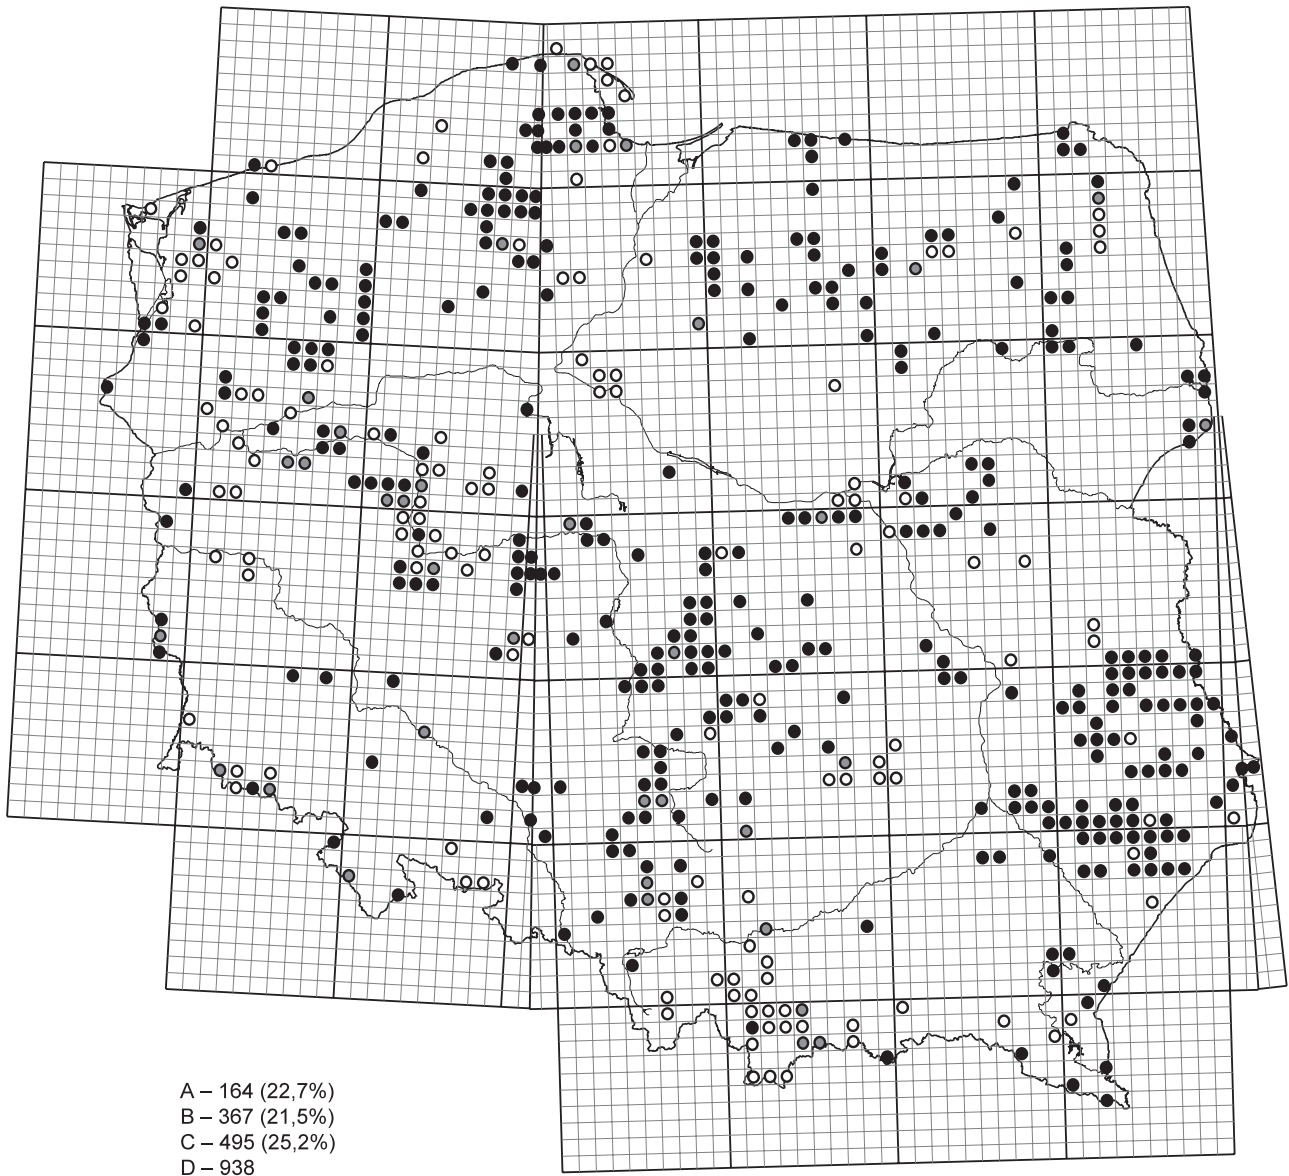 A – 164 (22,7%)
B – 367 (21,5%)
C – 495 (25,2%)
D – 938